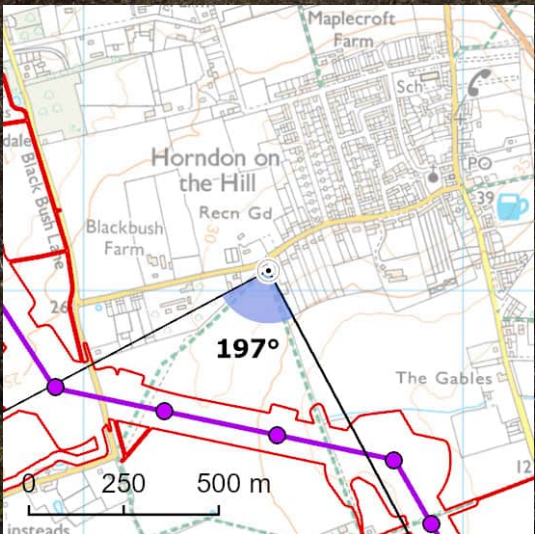 Maplecroft
Farm
Sch
dale
Black Bush Lane
Horndon on
the Hill
PO
Recn Gd
39
30
Blackbush
Farm
26
197°
The Gables
25
0 250 500 m
12
insteads